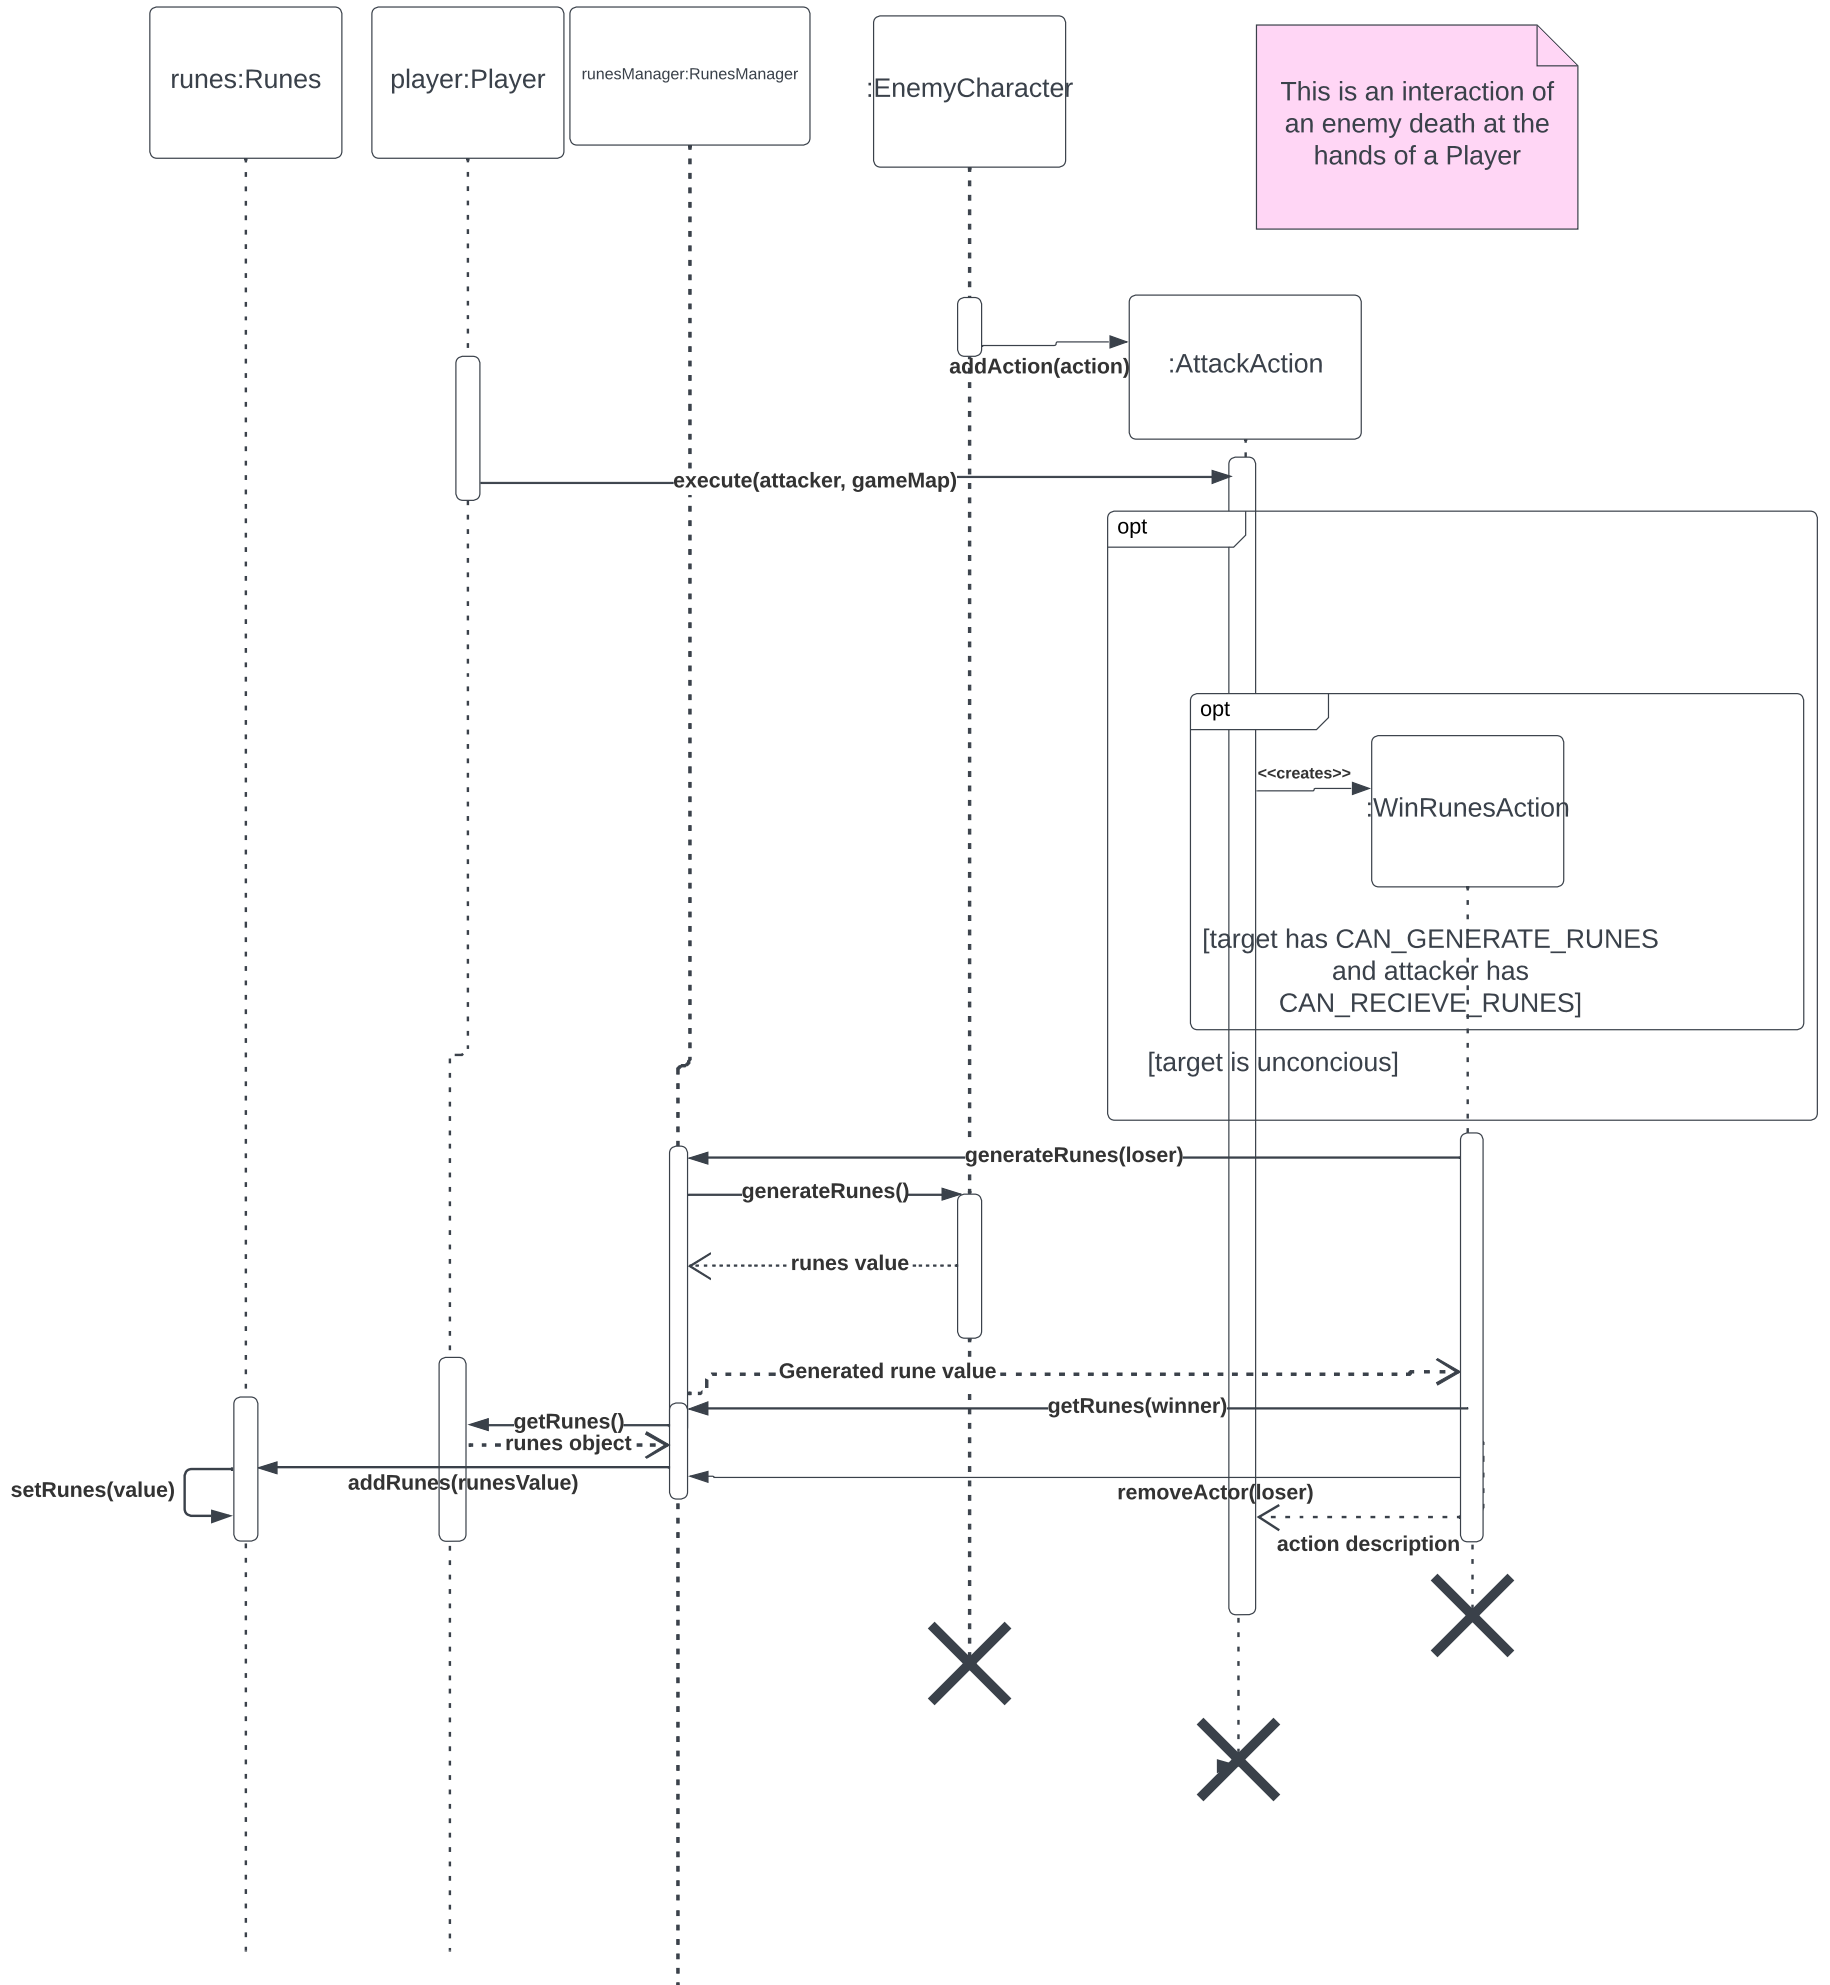 runes:Runes
player:Player
runesManager:RunesManager
:EnemyCharacter
This is an interaction of
an enemy death at the
hands of a Player
:AttackAction
addAction(action)
execute(attacker, gameMap)
opt
opt
<<creates>>
:WinRunesAction
[target has CAN_GENERATE_RUNES
and attacker has
CAN_RECIEVE_RUNES]
[target is unconcious]
generateRunes(loser)
generateRunes()
runes value
Generated rune value
getRunes(winner)
getRunes()
runes object
addRunes(runesValue)
setRunes(value)
removeActor(loser)
action description